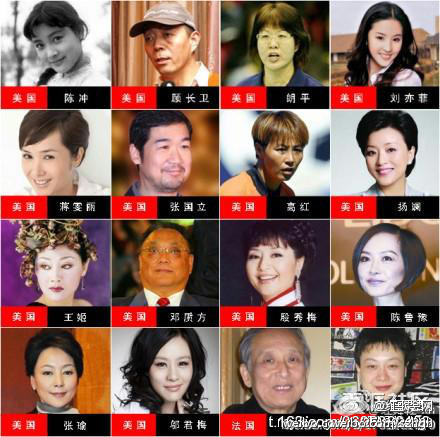 美国 陈冲
美国 顾长卫
美国 朗平
美国 刘亦菲
美国 蒋雯丽
美国 张国立
美国 高红
美国 杨澜
美国 王姬
美国 邓质方
美国 殷秀梅
美国 陈鲁豫
美国 张瑜
美国 邬君梅
法国